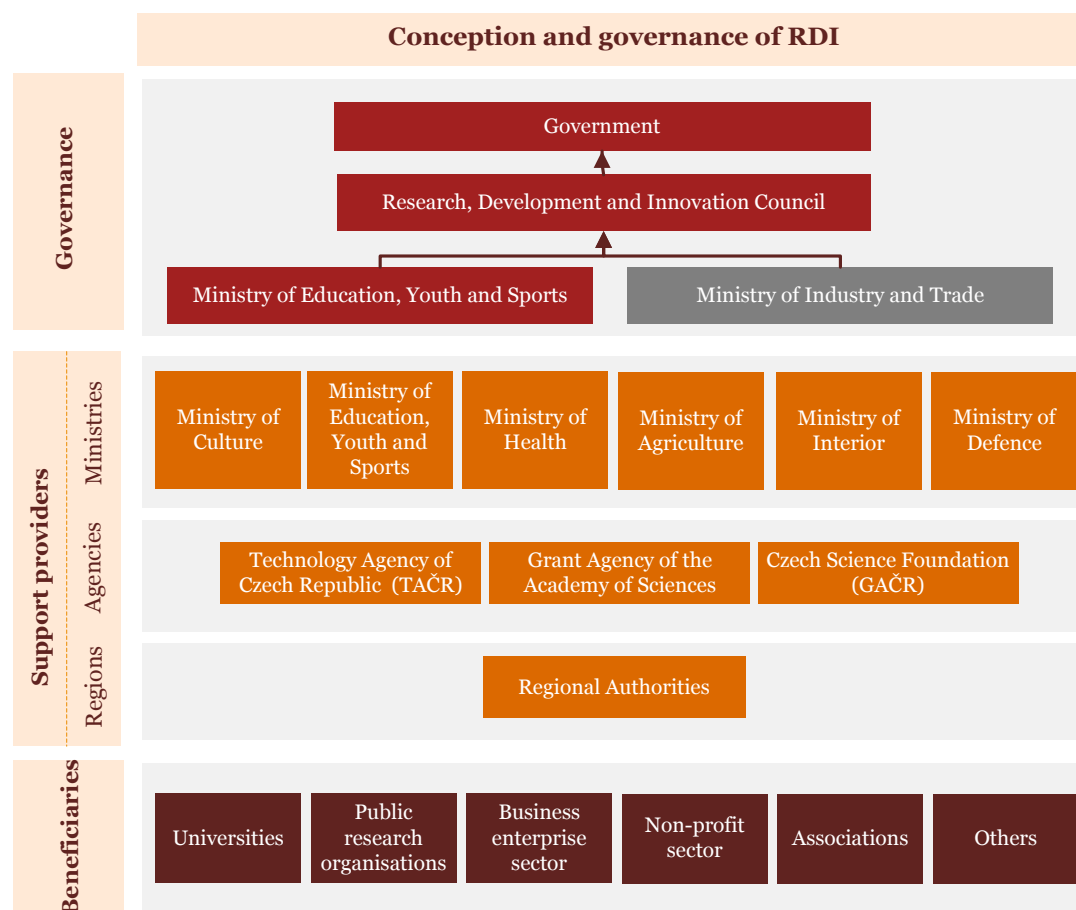 Conception and governance of RDI
Governance
Government
Research, Development and Innovation Council
Ministry of Education, Youth and Sports
Ministry of Industry and Trade
Support providers
Ministries
Ministry of
Culture
Ministry of
Education,
Youth and
Sports
Ministry of
Health
Ministry of
Agriculture
Ministry of
Interior
Ministry of
Defence
Agencies
Technology Agency of
Czech Republic (TAČR)
Grant Agency of the
Academy of Sciences
Czech Science Foundation
(GAČR)
Regions
Regional Authorities
Beneficiaries
Universities
Public
research
organisations
Business
enterprise
sector
Non-profit
sector
Associations
Others